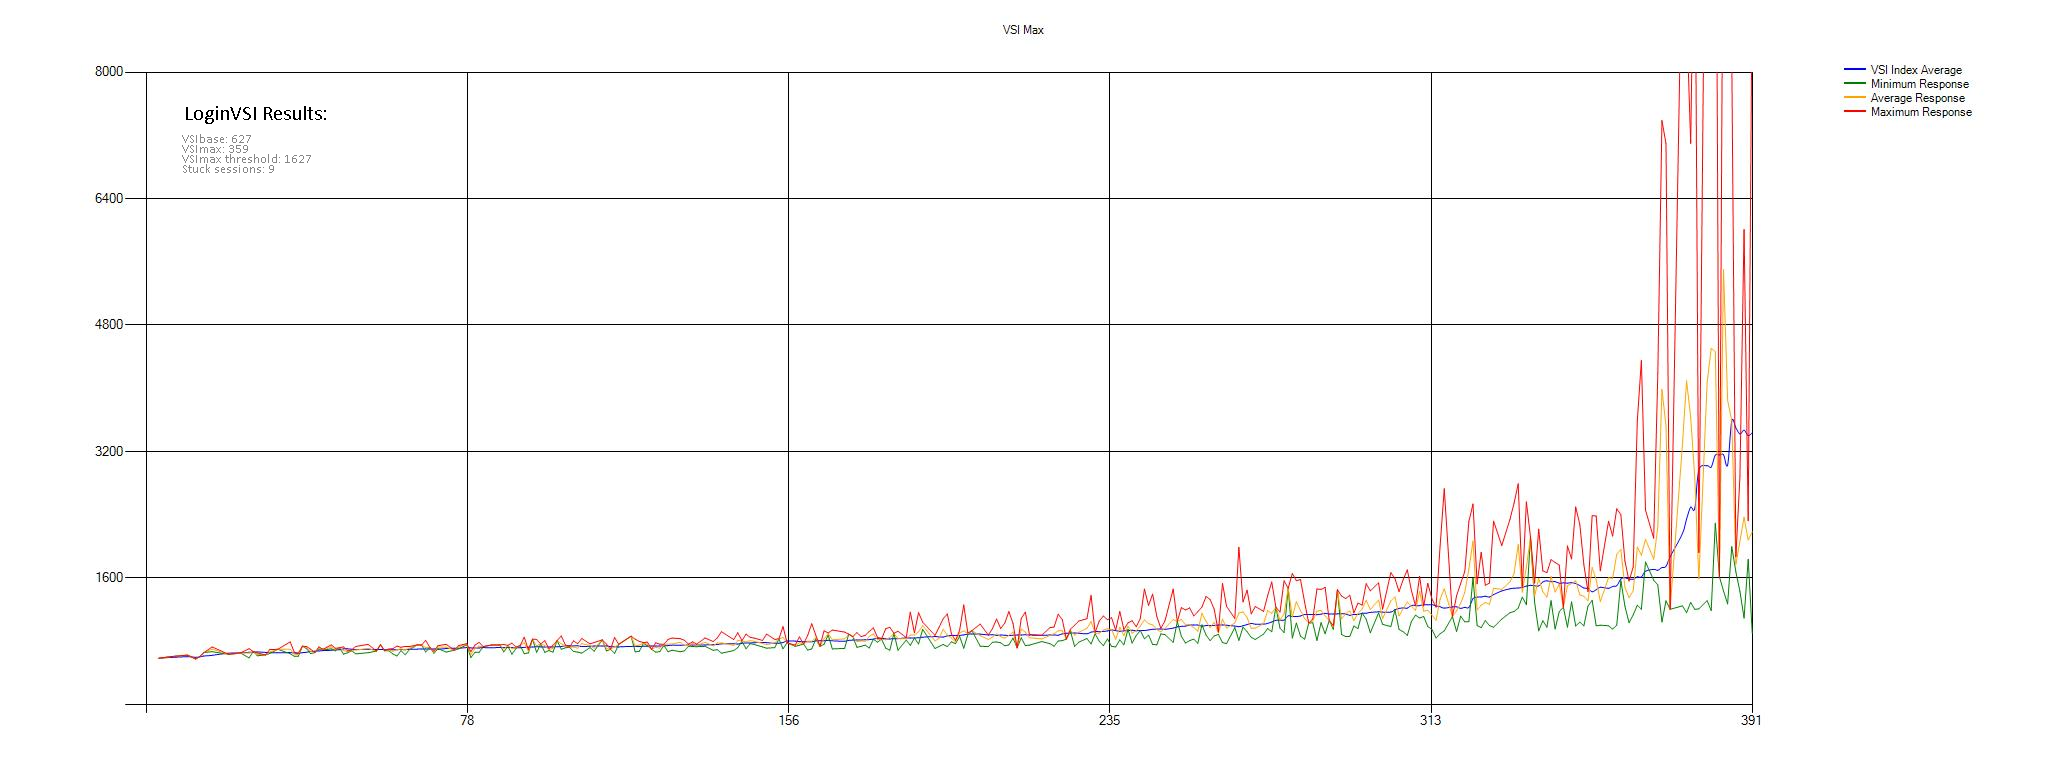 VSI Max
8000
6400
4800
3200
1600
LoginVSI Results:
VSIbase: 627
VSImax: 359
VSImax threshold: 1627
Stuck sessions: 9
VSI Index Average
Minimum Response
Average Response
Maximum Response
78
156
235
313
391